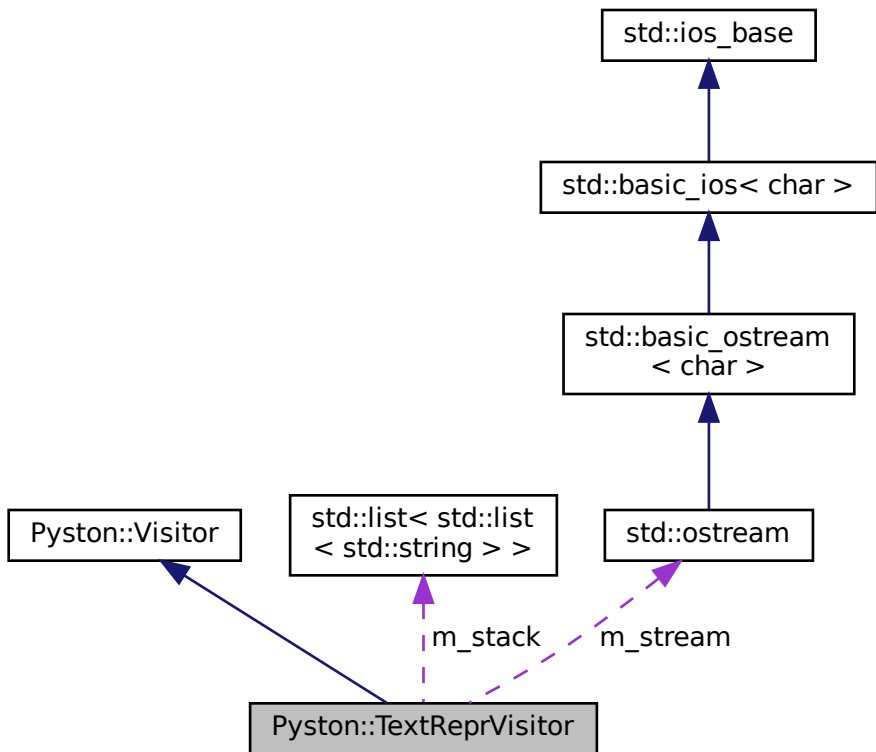 std::ios_base
std::basic_ios< char >
std::basic_ostream
< char >
Pyston::Visitor
std::list< std::list
< std::string > >
std::ostream
m_stack
m_stream
Pyston::TextReprVisitor